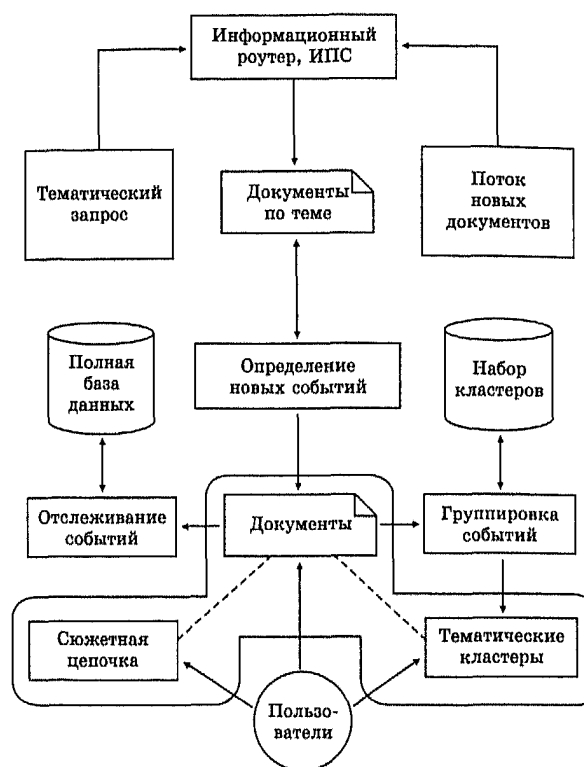 Информационный
роутер, ИПС
Тематический
запрос
Документы
по теме
Поток
новых
документов
Полная
база
данных
Определение
новых событий
Набор
кластеров
Отслеживание
событий
Документы
Группировка
событий
Сюжетная
цепочка
Тематические
кластеры
Пользо-
ватели